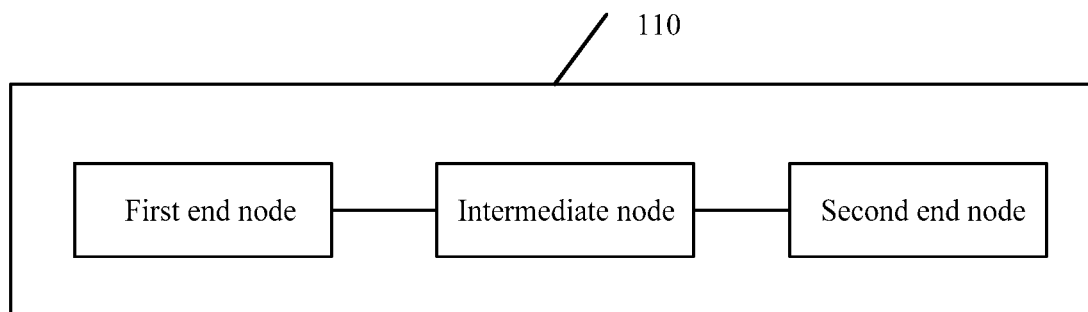 110
First end node
Intermediate node
Second end node